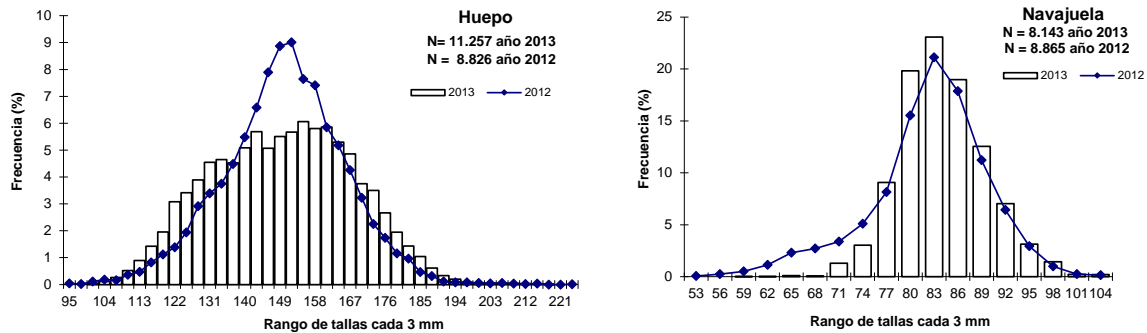 Huepo
N= 11.257 año 2013
N = 8.826 año 2012
2013 2012
Frecuencia (%)
10
9
8
7
6
5
4
3
2
1
0
95 104 113 122 131 140 149 158 167 176 185 194 203 212 221
Rango de tallas cada 3 mm
Navajuela
N = 8.143 año 2013
N = 8.865 año 2012
2013 2012
Frecuencia (%)
25
20
15
10
5
0
53 56 59 62 65 68 71 74 77 80 83 86 89 92 95 98 101 104
Rango de tallas cada 3 mm